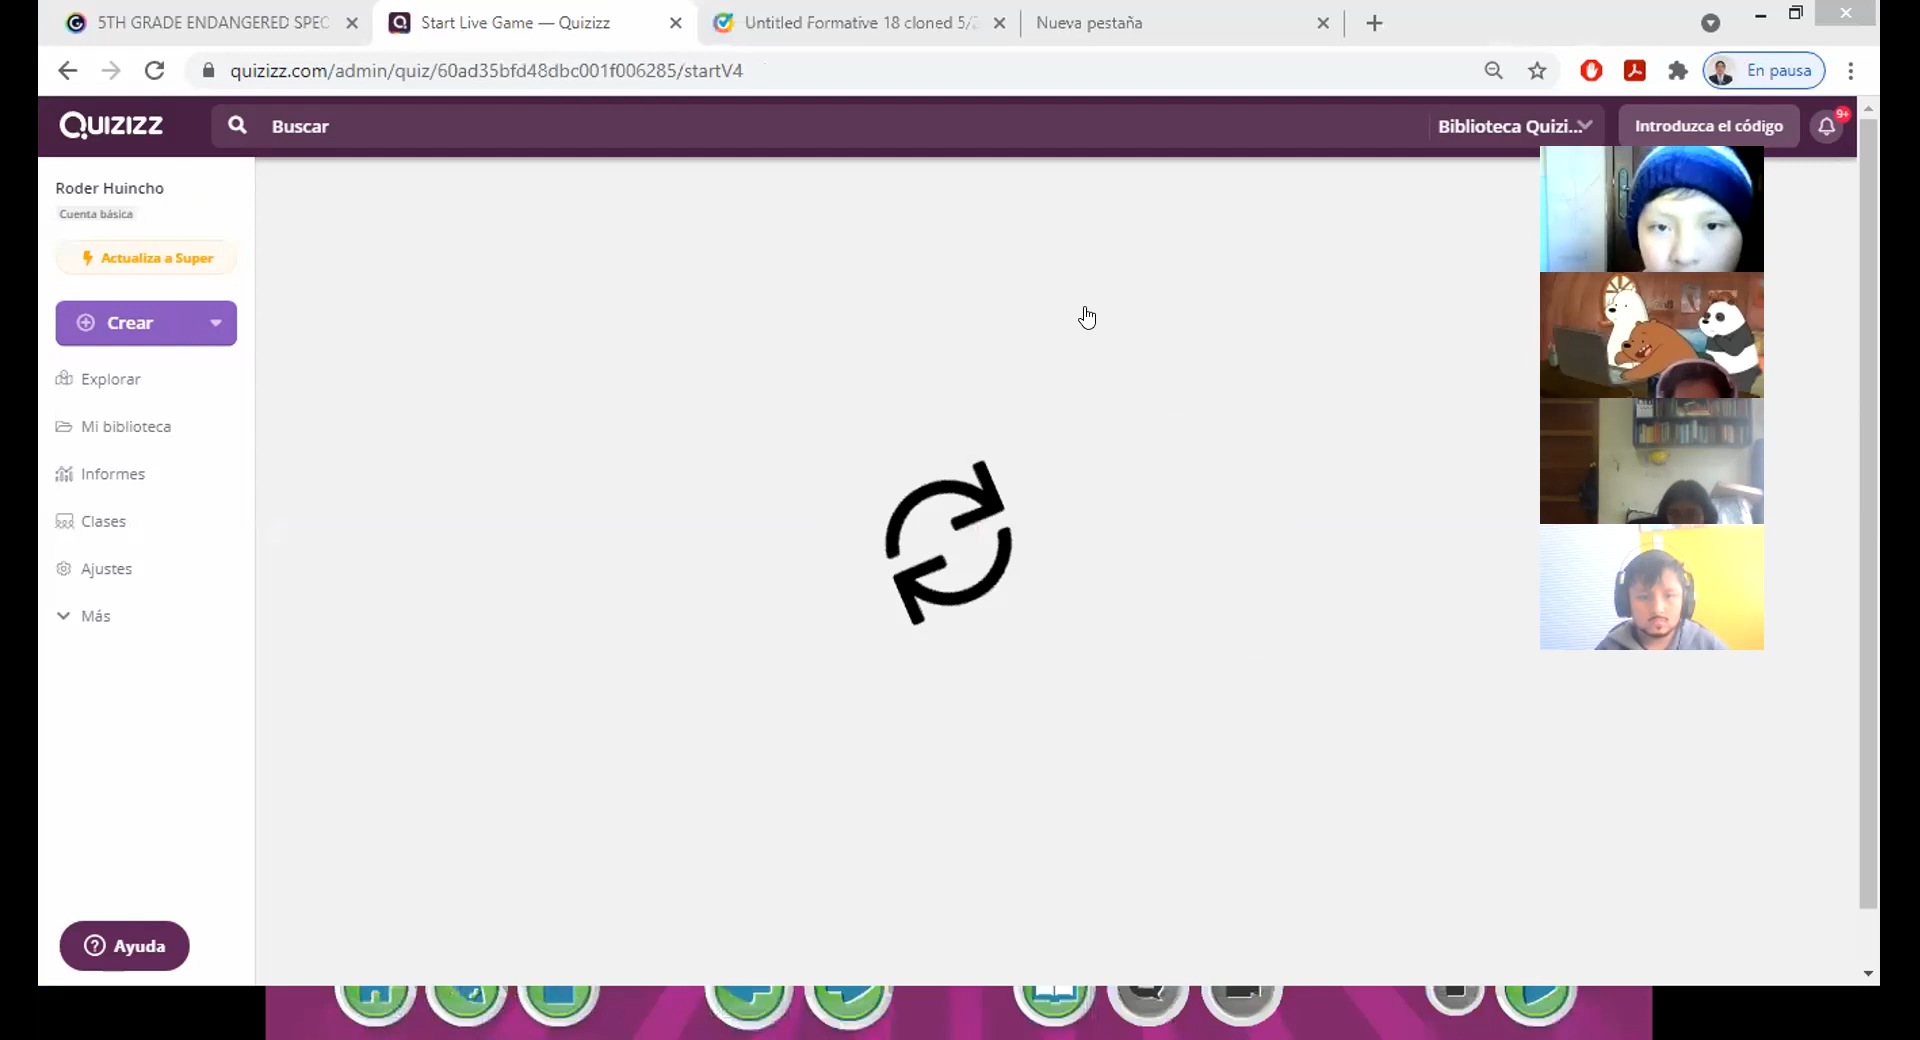 5TH GRADE ENDANGERED SPEC
Start Live Game — Quizizz
Untitled Formative 18 cloned 5/
Nueva pestaña
quizizz.com/admin/quiz/60ad35bfd48dbc001f006285/startV4
En pausa
QUIZIZZ
Buscar
Biblioteca Quizi...
Introduzca el código
9+
Roder Huincho
Cuenta básica
Actualiza a Super
Crear
Explorar
Mi biblioteca
Informes
Clases
Ajustes
Más
Ayuda